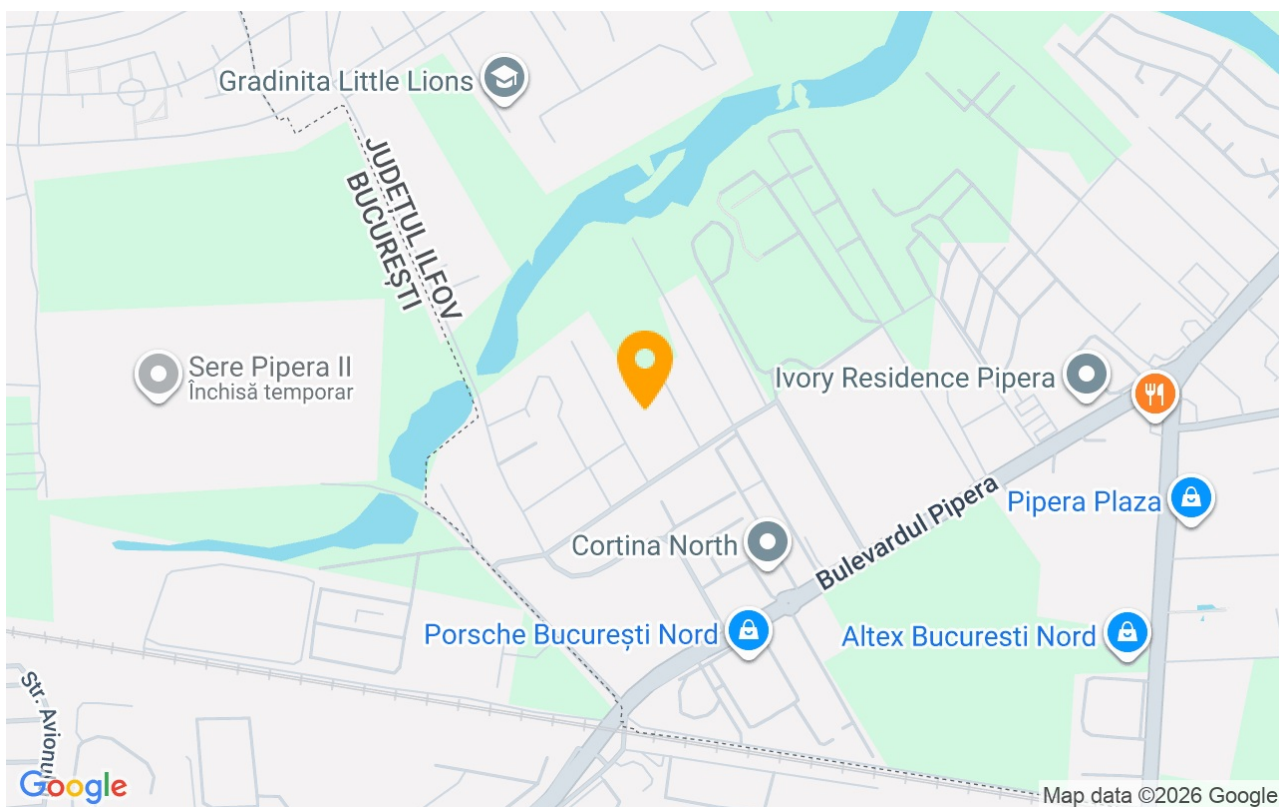 Gradinita Little Lions
JUDEȚUL ILFOV
BUCUREȘTI
Sere Pipera II
Închisă temporar
Ivory Residence Pipera
Pipera Plaza
Bulevardul Pipera
Cortina North
Porsche București Nord
Altex Bucuresti Nord
Google
Map data ©2026 Google